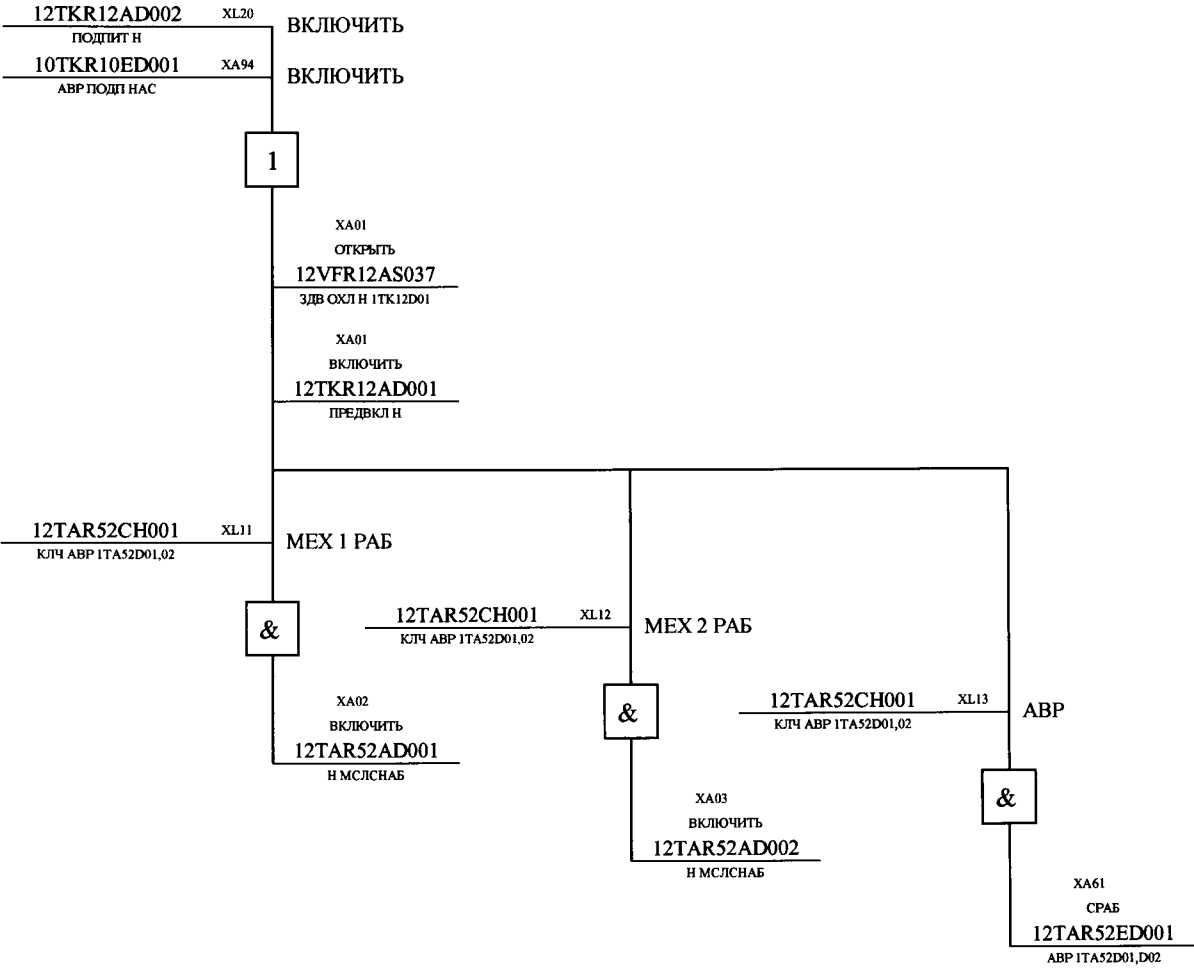 12TKR12AD002 XL20 ВКЛЮЧИТЬ
ПОДПИТ Н
10TKR10ED001 XA94 ВКЛЮЧИТЬ
АВР ПОДП НАС
1
XA01
ОТКРЫТЬ
12VFR12AS037
ЗДВ ОХЛ Н 1TK12D01
XA01
ВКЛЮЧИТЬ
12TKR12AD001
ПРЕДВКЛ Н
12TAR52CH001 XL11 МЕХ 1 РАБ
КЛЧ АВР 1TA52D01,02
&
12TAR52CH001 XL12 МЕХ 2 РАБ
КЛЧ АВР 1TA52D01,02
&
12TAR52CH001 XL13 АВР
КЛЧ АВР 1TA52D01,02
&
XA02
ВКЛЮЧИТЬ
12TAR52AD001
Н МСЛСНАБ
XA03
ВКЛЮЧИТЬ
12TAR52AD002
Н МСЛСНАБ
XA61
СРАБ
12TAR52ED001
АВР 1TA52D01,D02